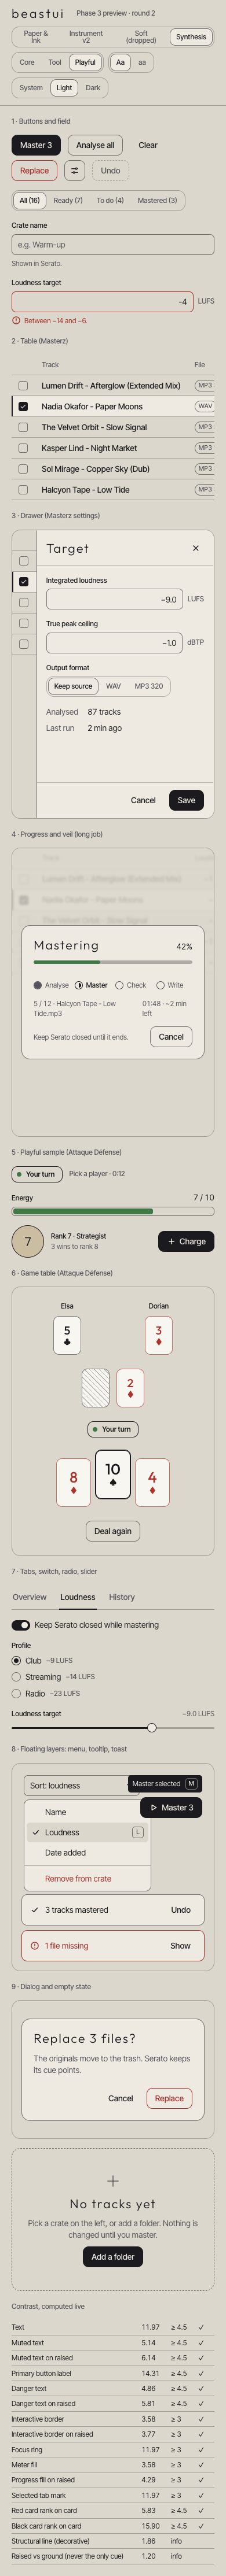 beastui Phase 3 preview · round 2
Paper & Ink Instrument v2 Soft (dropped) Synthesis
Core Tool Playful Aa aa
System Light Dark
1 · Buttons and field
Master 3 Analyse all Clear
Replace Undo
All (16) Ready (7) To do (4) Mastered (3)
Crate name
e.g. Warm-up
Shown in Serato.
Loudness target
-4 LUFS
Between −14 and −6.
2 · Table (Masterz)
Track File
Lumen Drift - Afterglow (Extended Mix) MP3
Nadia Okafor - Paper Moons WAV
The Velvet Orbit - Slow Signal MP3
Kasper Lind - Night Market MP3
Sol Mirage - Copper Sky (Dub) MP3
Halcyon Tape - Low Tide MP3
3 · Drawer (Masterz settings)
Target
Integrated loudness
−9.0 LUFS
True peak ceiling
−1.0 dBTP
Output format
Keep source WAV MP3 320
Analysed 87 tracks
Last run 2 min ago
Cancel Save
4 · Progress and veil (long job)
Track
Lumen Drift - Afterglow (Extended Mix)
Nadia Okafor - Paper Moons
The Velvet Orbit - Slow Signal
Mastering 42%
Analyse Master Check Write
5 / 12 · Halcyon Tape - Low Tide.mp3
01:48 · ~2 min left
Keep Serato closed until it ends. Cancel
5 · Playful sample (Attaque Défense)
Your turn Pick a player · 0:12
Energy 7 / 10
7 Rank 7 · Strategist
3 wins to rank 8
Charge
6 · Game table (Attaque Défense)
Elsa Dorian
5 3
2
Your turn
8 10 4
Deal again
7 · Tabs, switch, radio, slider
Overview Loudness History
Keep Serato closed while mastering
Profile
Club −9 LUFS
Streaming −14 LUFS
Radio −23 LUFS
Loudness target −9.0 LUFS
8 · Floating layers: menu, tooltip, toast
Sort: loudness
Master selected M
Master 3
Name
Loudness L
Date added
Remove from crate
3 tracks mastered Undo
1 file missing Show
9 · Dialog and empty state
Replace 3 files?
The originals move to the trash. Serato keeps
its cue points.
Cancel Replace
No tracks yet
Pick a crate on the left, or add a folder. Nothing is
changed until you master.
Add a folder
Contrast, computed live
Text 11.97 ≥ 4.5 ✓
Muted text 5.14 ≥ 4.5 ✓
Muted text on raised 6.14 ≥ 4.5 ✓
Primary button label 14.31 ≥ 4.5 ✓
Danger text 4.86 ≥ 4.5 ✓
Danger text on raised 5.81 ≥ 4.5 ✓
Interactive border 3.58 ≥ 3 ✓
Interactive border on raised 3.77 ≥ 3 ✓
Focus ring 11.97 ≥ 3 ✓
Meter fill 3.58 ≥ 3 ✓
Progress fill on raised 4.29 ≥ 3 ✓
Selected tab mark 11.97 ≥ 3 ✓
Red card rank on card 5.83 ≥ 4.5 ✓
Black card rank on card 15.90 ≥ 4.5 ✓
Structural line (decorative) 1.86 info
Raised vs ground (never the only cue) 1.20 info